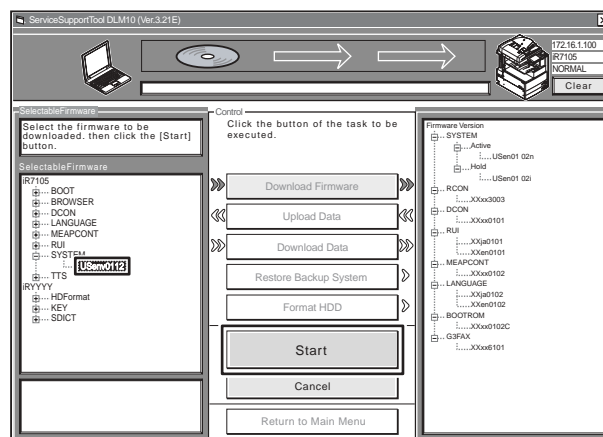 ServiceSupportTool DLM10 (Ver.3.21E)
172.16.1.100
iR7105
NORMAL
Clear
SelectableFirmware
Select the firmware to be
downloaded. then click the [Start]
button.
SelectableFirmware
iR7105
BOOT
BROWSER
DCON
LANGUAGE
MEAPCONT
RUI
SYSTEM
USenv0112
TTS
iRYYYY
HDFormat
KEY
SDICT
Control
Click the button of the task to be
executed.
Download Firmware
Upload Data
Download Data
Restore Backup System
Format HDD
Start
Cancel
Return to Main Menu
Firmware Version
SYSTEM
Active
USen01 02n
Hold
USen01 02i
RCON
XXxx3003
DCON
XXxx0101
RUI
XXja0101
XXen0101
MEAPCONT
XXxx0102
LANGUAGE
XXja0102
XXen0102
BOOTROM
XXxx0102C
G3FAX
XXxx6101